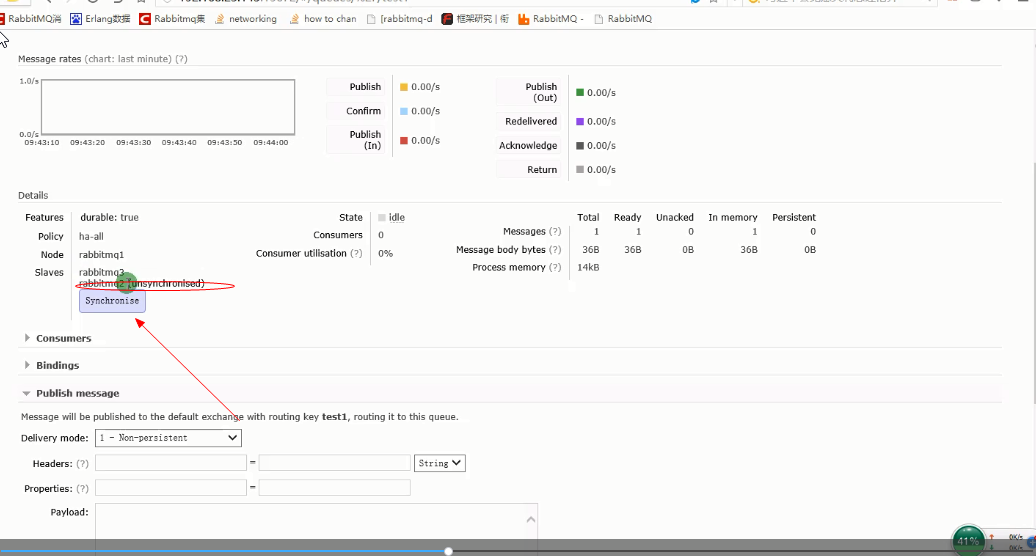 RabbitMQ消 Erlang数据 Rabbitmq集 networking how to chan [rabbitmq-d 框架研究 | 衔 RabbitMQ - RabbitMQ
Message rates (chart: last minute) (?)
1.0/s
0.0/s
09:43:10 09:43:20 09:43:30 09:43:40 09:43:50 09:44:00
Publish 0.00/s
Confirm 0.00/s
Publish (In) 0.00/s
Publish (Out) 0.00/s
Redelivered 0.00/s
Acknowledge 0.00/s
Return 0.00/s
Details
Features durable: true
Policy ha-all
Node rabbitmq1
Slaves rabbitmq3
rabbitmq2 (unsynchronised)
Synchronise
State idle
Consumers 0
Consumer utilisation (?) 0%
Total Ready Unacked In memory Persistent
Messages (?) 1 1 0 1 0
Message body bytes (?) 36B 36B 0B 36B 0B
Process memory (?) 14kB
Consumers
Bindings
Publish message
Message will be published to the default exchange with routing key test1, routing it to this queue.
Delivery mode: 1 - Non-persistent
Headers: (?) = String
Properties: (?) =
Payload:
41%
0K/s
0K/s